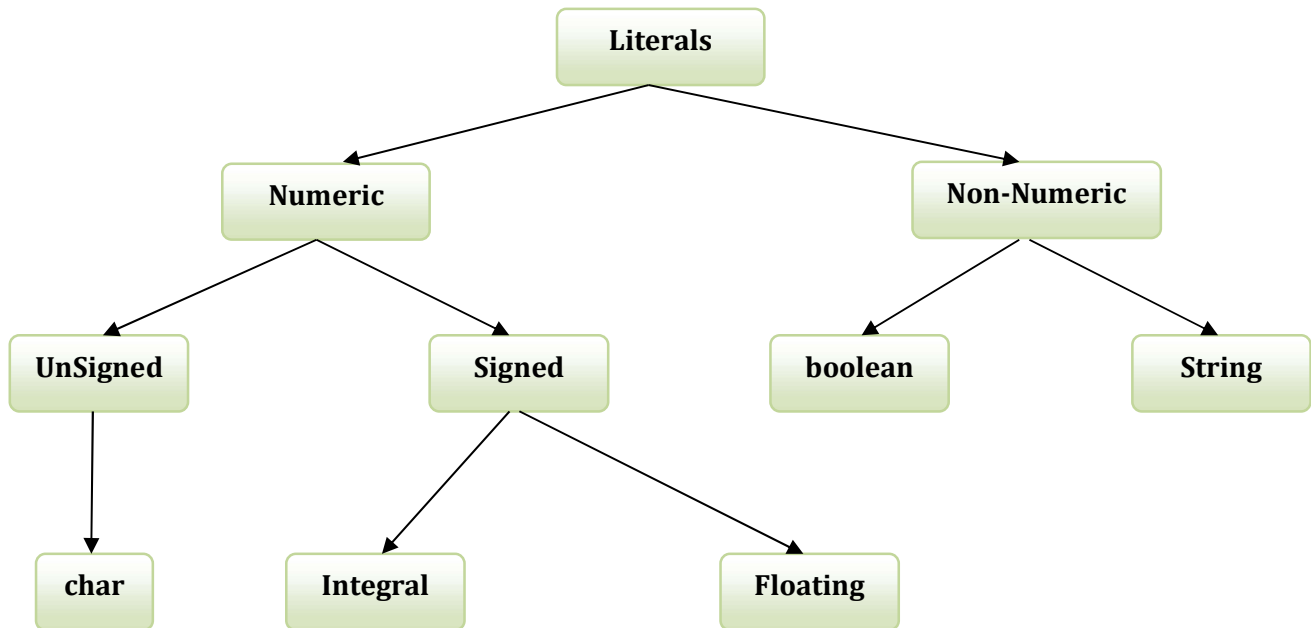 Literals
Numeric
Non-Numeric
UnSigned
Signed
boolean
String
char
Integral
Floating